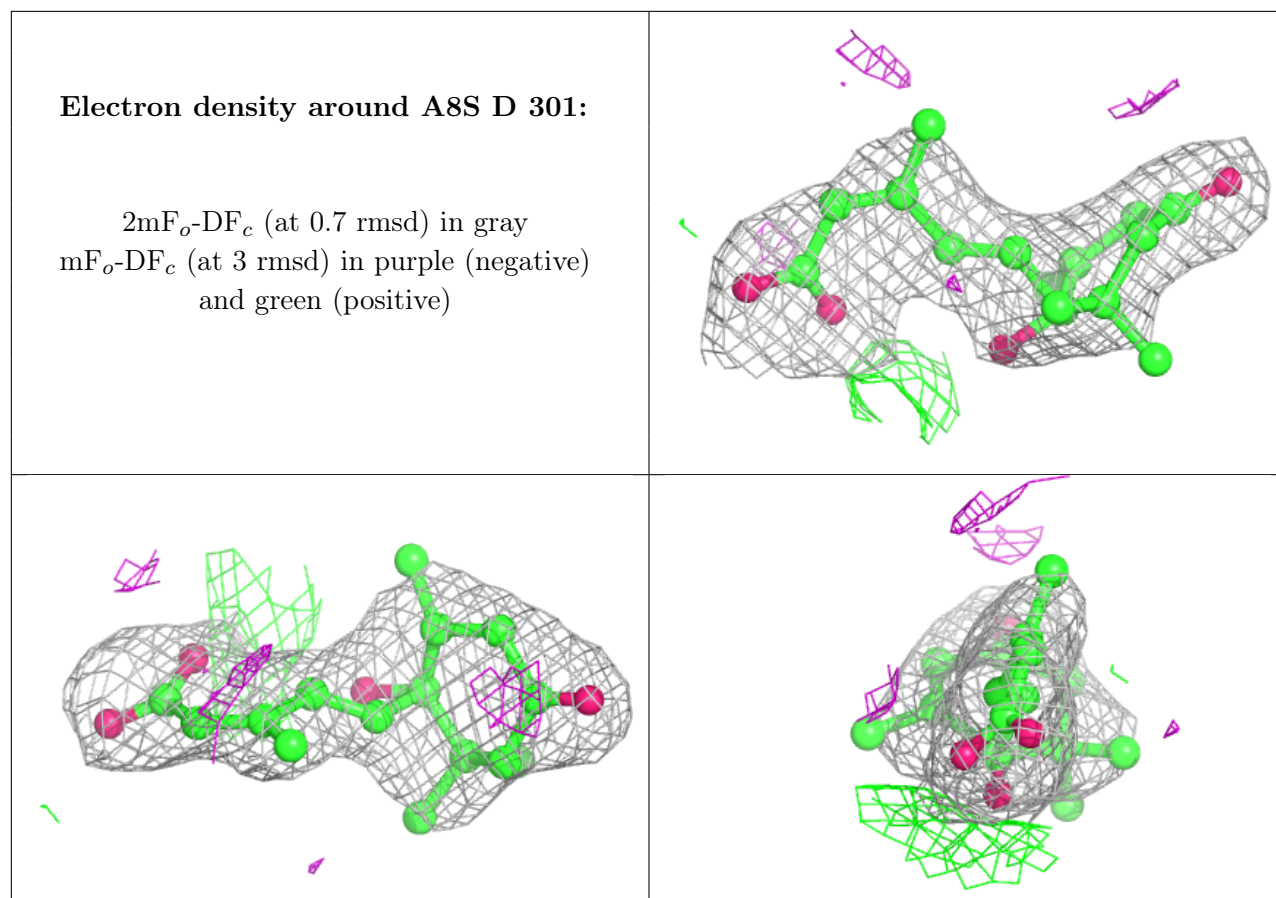 Electron density around A8S D 301:
2mFₒ-DF𝒸 (at 0.7 rmsd) in gray
mFₒ-DF𝒸 (at 3 rmsd) in purple (negative)
and green (positive)